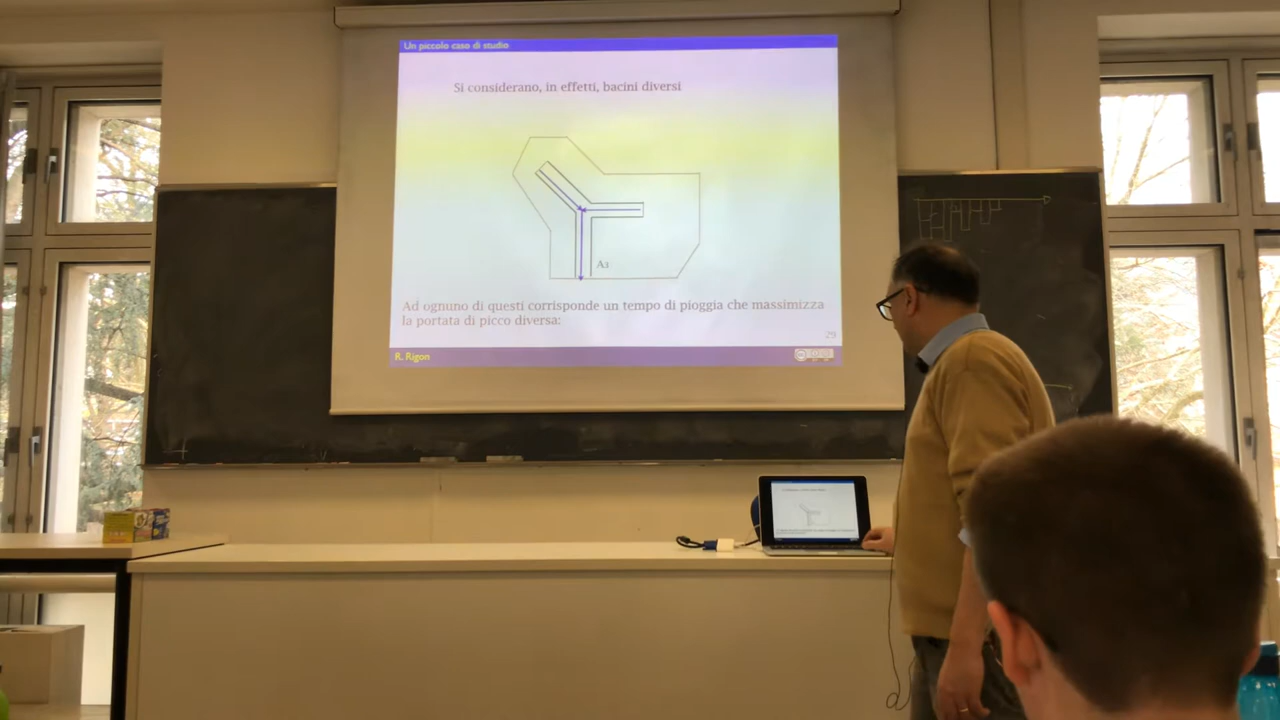 Un piccolo caso di studio
Si considerano, in effetti, bacini diversi
A3
Ad ognuno di questi corrisponde un tempo di pioggia che massimizza
la portata di picco diversa:
29
R. Rigon